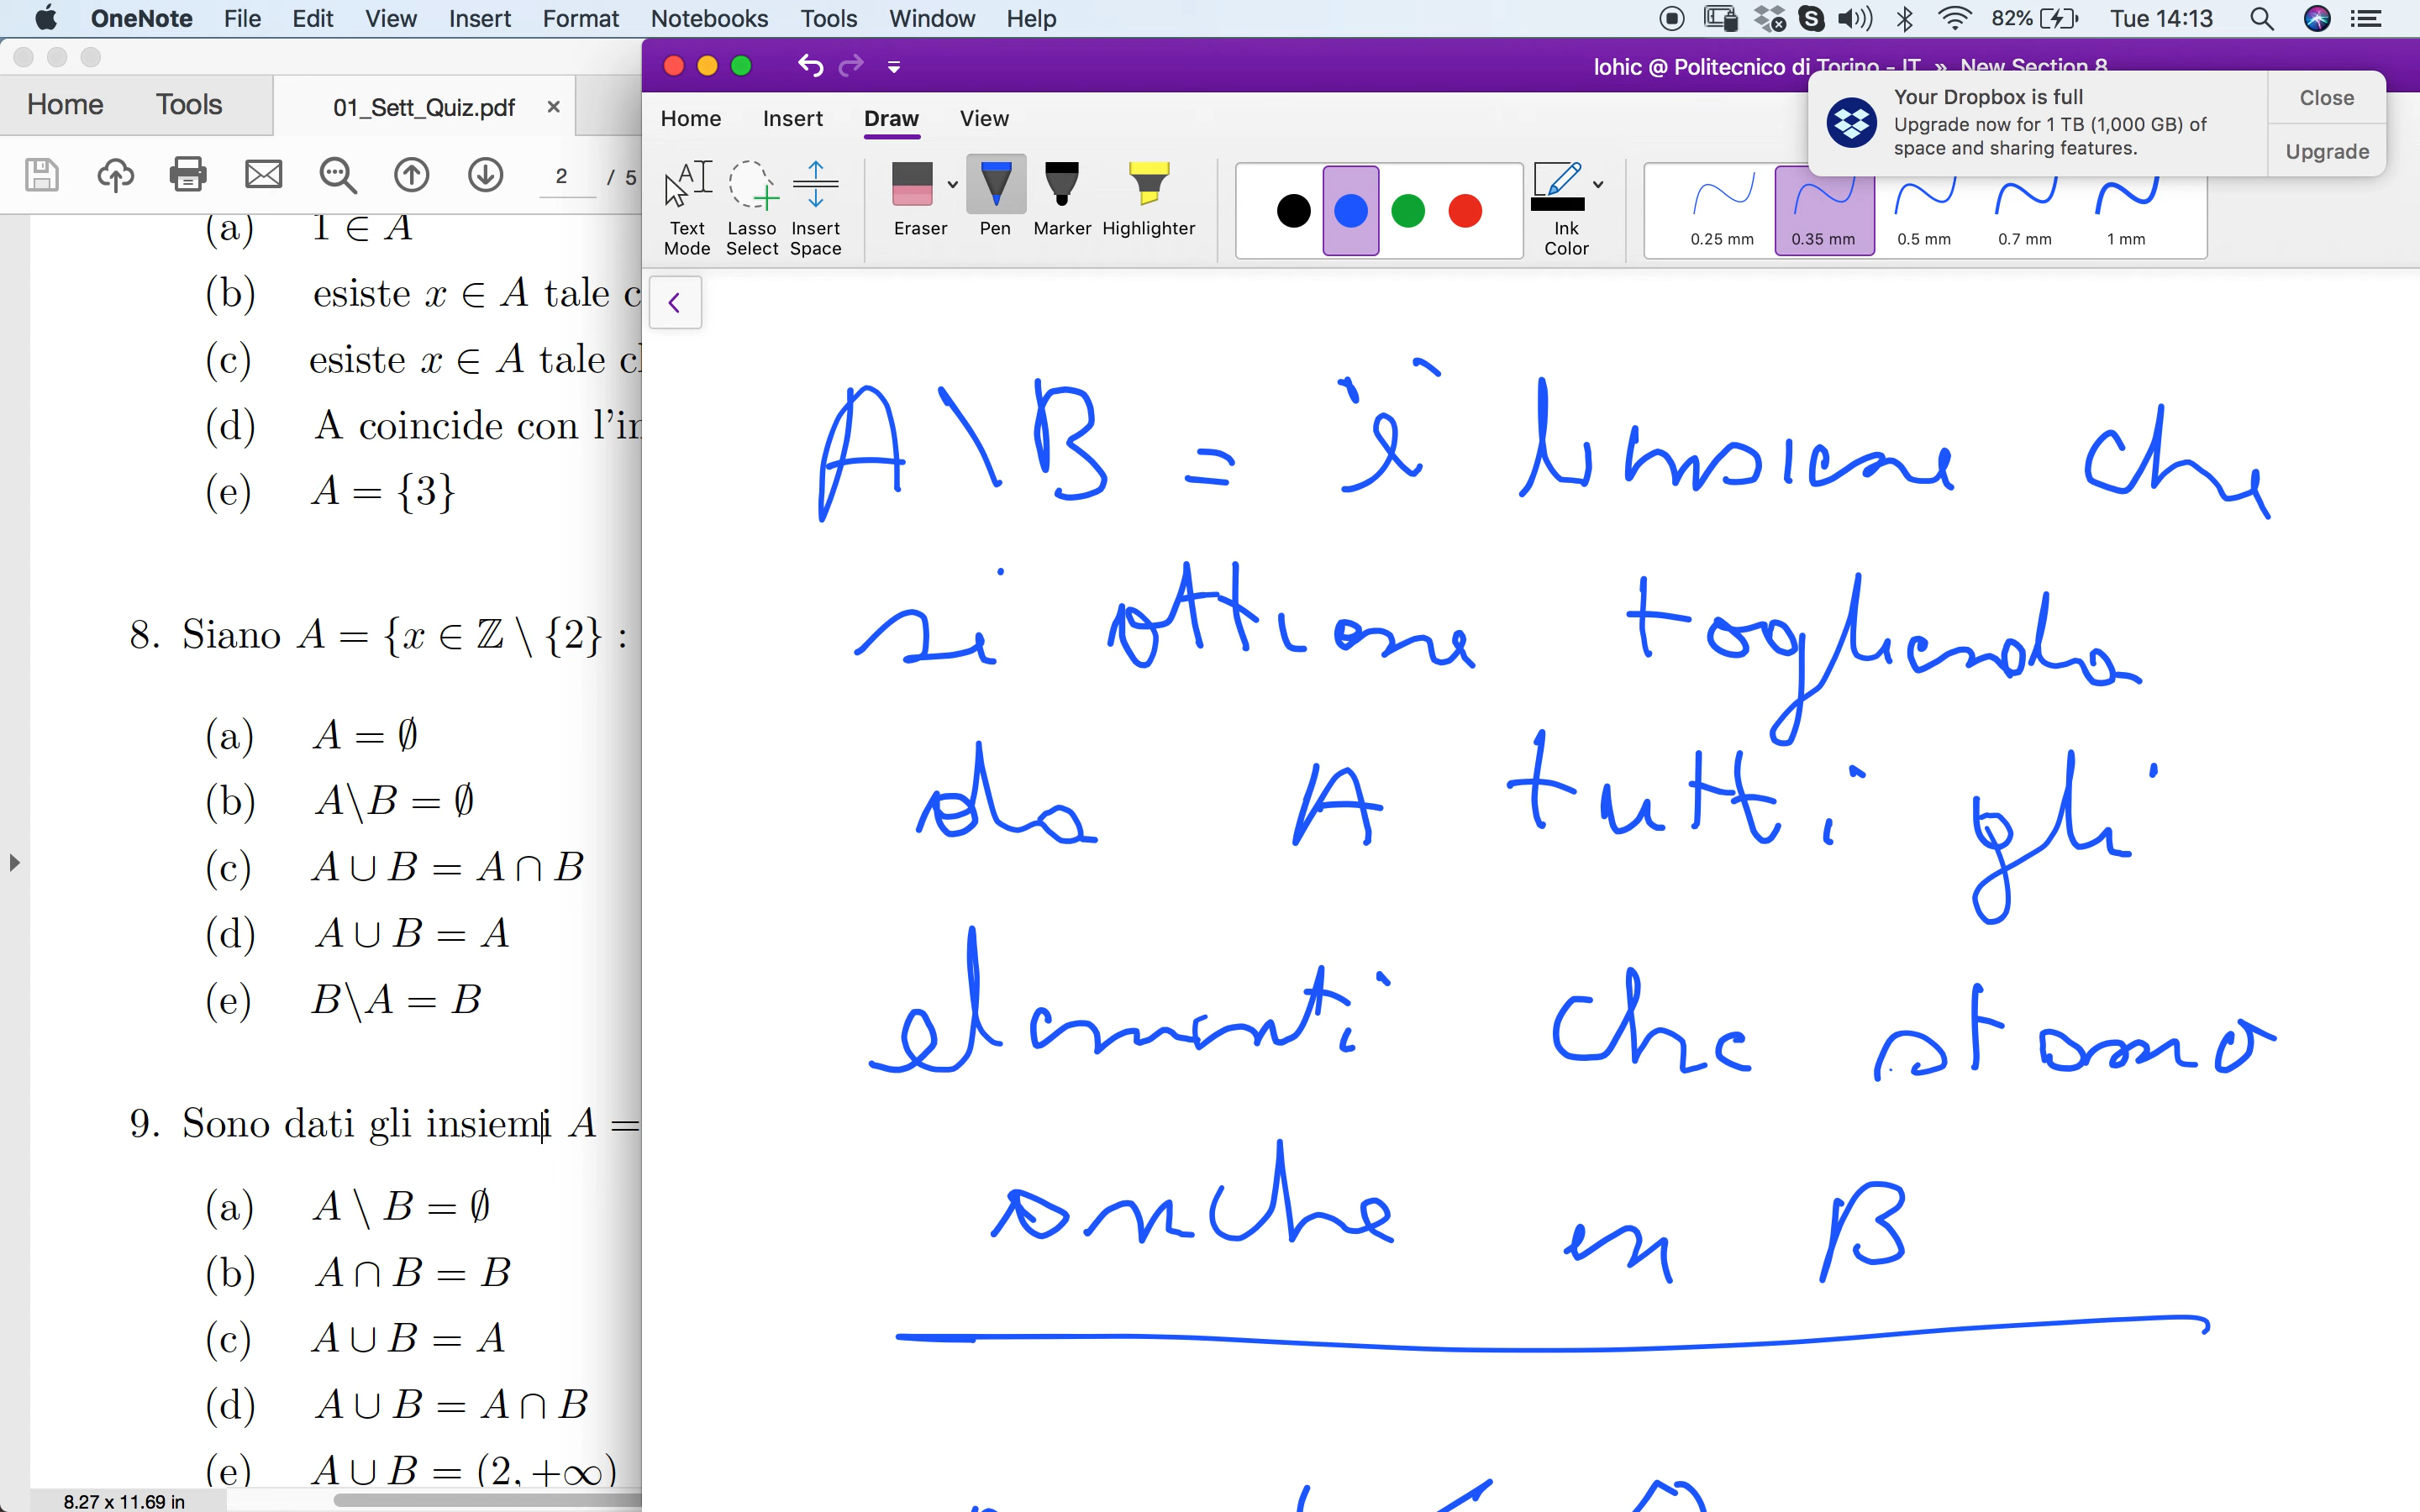 OneNote File Edit View Insert Format Notebooks Tools Window Help 82% Tue 14:13
Home Tools 01_Sett_Quiz.pdf ×
2 / 5
(a) 1 ∈ A
(b) esiste x ∈ A tale c
(c) esiste x ∈ A tale c
(d) A coincide con l'in
(e) A = {3}
8. Siano A = {x ∈ ℤ \ {2} :
(a) A = ∅
(b) A\B = ∅
(c) A ∪ B = A ∩ B
(d) A ∪ B = A
(e) B\A = B
9. Sono dati gli insiemi A =
(a) A \ B = ∅
(b) A ∩ B = B
(c) A ∪ B = A
(d) A ∪ B = A ∩ B
(e) A ∪ B = (2, +∞)
8.27 x 11.69 in
Iohic @ Politecnico di Torino - IT » New Section 8
Your Dropbox is full
Upgrade now for 1 TB (1,000 GB) of
space and sharing features.
Close
Upgrade
Home Insert Draw View
Text Mode
Lasso Select
Insert Space
Eraser Pen Marker Highlighter
Ink Color
0.25 mm 0.35 mm 0.5 mm 0.7 mm 1 mm
A\B = è l'insieme che
si ottiene togliendo
da A tutti gli
elementi che stanno
anche in B